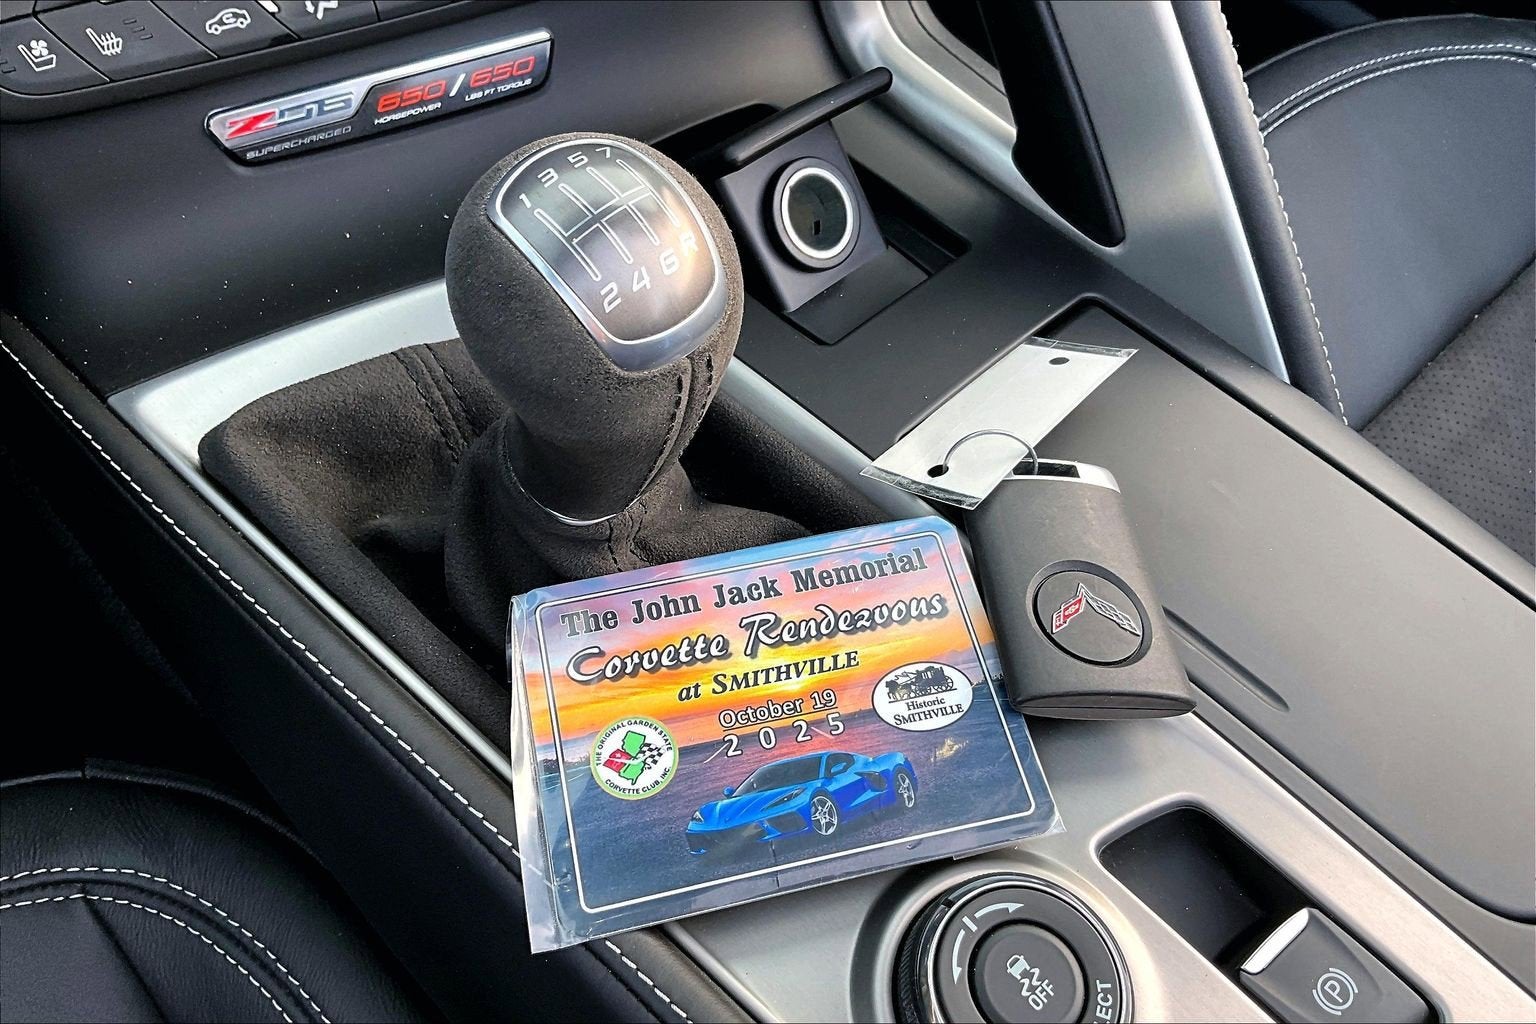 Z06
SUPERCHARGED
650/650
HORSEPOWER
LBS FT TORQUE
1 3 5 7
2 4 6 R
The John Jack Memorial
Corvette Rendezvous
at SMITHVILLE
October 19
2025
Historic
SMITHVILLE
THE ORIGINAL GARDEN STATE
CORVETTE CLUB, INC.
OFF
P